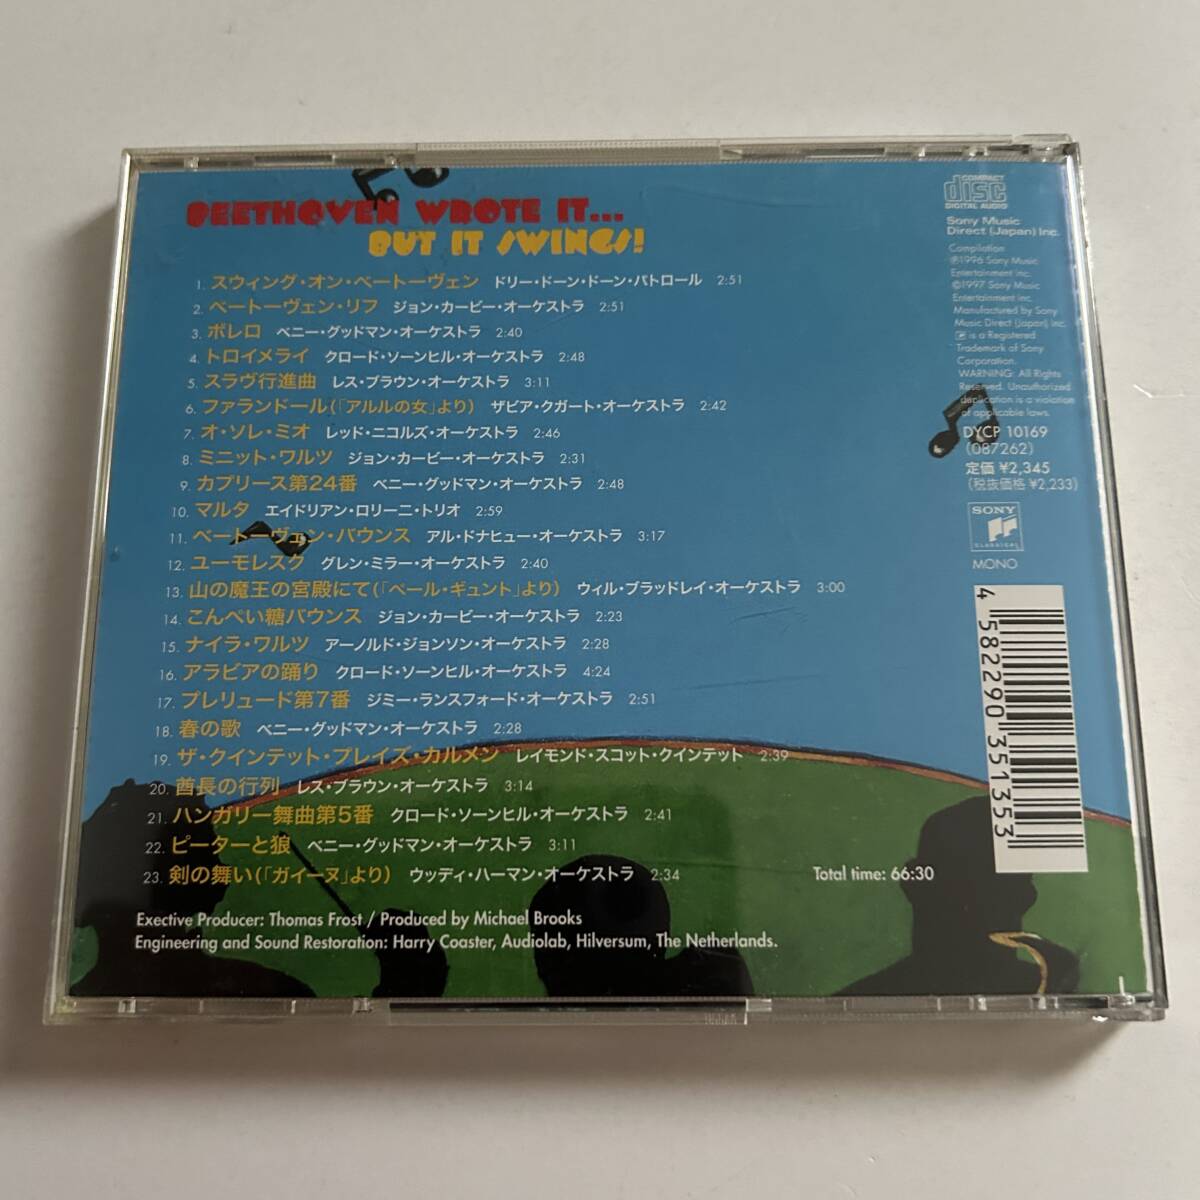 BEETHOVEN WROTE IT...
BUT IT SWINGS!
1. スウィング・オン・ベートーヴェン ドリー・ドーン・ドーン・パトロール 2:51
2. ベートーヴェン・リフ ジョン・カービー・オーケストラ 2:51
3. ボレロ ベニー・グッドマン・オーケストラ 2:40
4. トロイメライ クロード・ソーンヒル・オーケストラ 2:48
5. スラヴ行進曲 レス・ブラウン・オーケストラ 3:11
6. ファランドール(「アルルの女」より) ザビア・クガート・オーケストラ 2:42
7. オ・ソレ・ミオ レッド・ニコルズ・オーケストラ 2:46
8. ミニット・ワルツ ジョン・カービー・オーケストラ 2:31
9. カプリース第24番 ベニー・グッドマン・オーケストラ 2:48
10. マルタ エイドリアン・ロリーニ・トリオ 2:59
11. ベートーヴェン・バウンス アル・ドナヒュー・オーケストラ 3:17
12. ユーモレスク グレン・ミラー・オーケストラ 2:40
13. 山の魔王の宮殿にて(「ペール・ギュント」より) ウィル・ブラッドレイ・オーケストラ 3:00
14. こんぺい糖バウンス ジョン・カービー・オーケストラ 2:23
15. ナイラ・ワルツ アーノルド・ジョンソン・オーケストラ 2:28
16. アラビアの踊り クロード・ソーンヒル・オーケストラ 4:24
17. プレリュード第7番 ジミー・ランスフォード・オーケストラ 2:51
18. 春の歌 ベニー・グッドマン・オーケストラ 2:28
19. ザ・クインテット・プレイズ・カルメン レイモンド・スコット・クインテット 2:39
20. 酋長の行列 レス・ブラウン・オーケストラ 3:14
21. ハンガリー舞曲第5番 クロード・ソーンヒル・オーケストラ 2:41
22. ピーターと狼 ベニー・グッドマン・オーケストラ 3:11
23. 剣の舞い(「ガイーヌ」より) ウッディ・ハーマン・オーケストラ 2:34
Total time: 66:30
Exective Producer: Thomas Frost / Produced by Michael Brooks
Engineering and Sound Restoration: Harry Coaster, Audiolab, Hilversum, The Netherlands.
COMPACT
disc
DIGITAL AUDIO
Sony Music
Direct (Japan) Inc.
Compilation
℗1996 Sony Music
Entertainment inc.
©1997 Sony Music
Entertainment inc.
Manufactured by Sony
Music Direct (Japan) inc.
is a Registered
Trademark of Sony
Corporation.
WARNING: All Rights
Reserved. Unauthorized
duplication is a violation
of applicable laws.
DYCP 10169
(087262)
定価 ¥2,345
(税抜価格 ¥2,233)
SONY
CLASSICAL
MONO
4 582290 351353